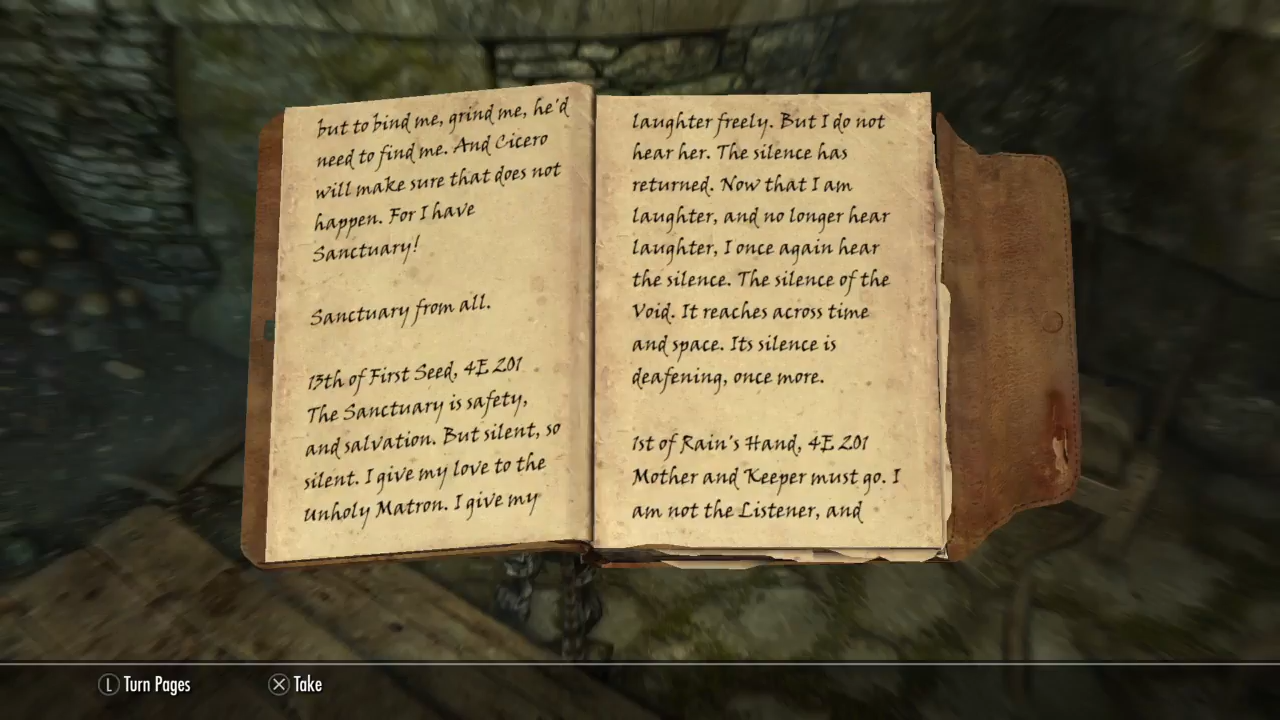 but to bind me, grind me, he'd
need to find me. And Cicero
will make sure that does not
happen. For I have
Sanctuary!
Sanctuary from all.
13th of First Seed, 4E 201
The Sanctuary is safety,
and salvation. But silent, so
silent. I give my love to the
Unholy Matron. I give my
laughter freely. But I do not
hear her. The silence has
returned. Now that I am
laughter, and no longer hear
laughter, I once again hear
the silence. The silence of the
Void. It reaches across time
and space. Its silence is
deafening, once more.
1st of Rain's Hand, 4E 201
Mother and Keeper must go. I
am not the Listener, and
L Turn Pages
X Take